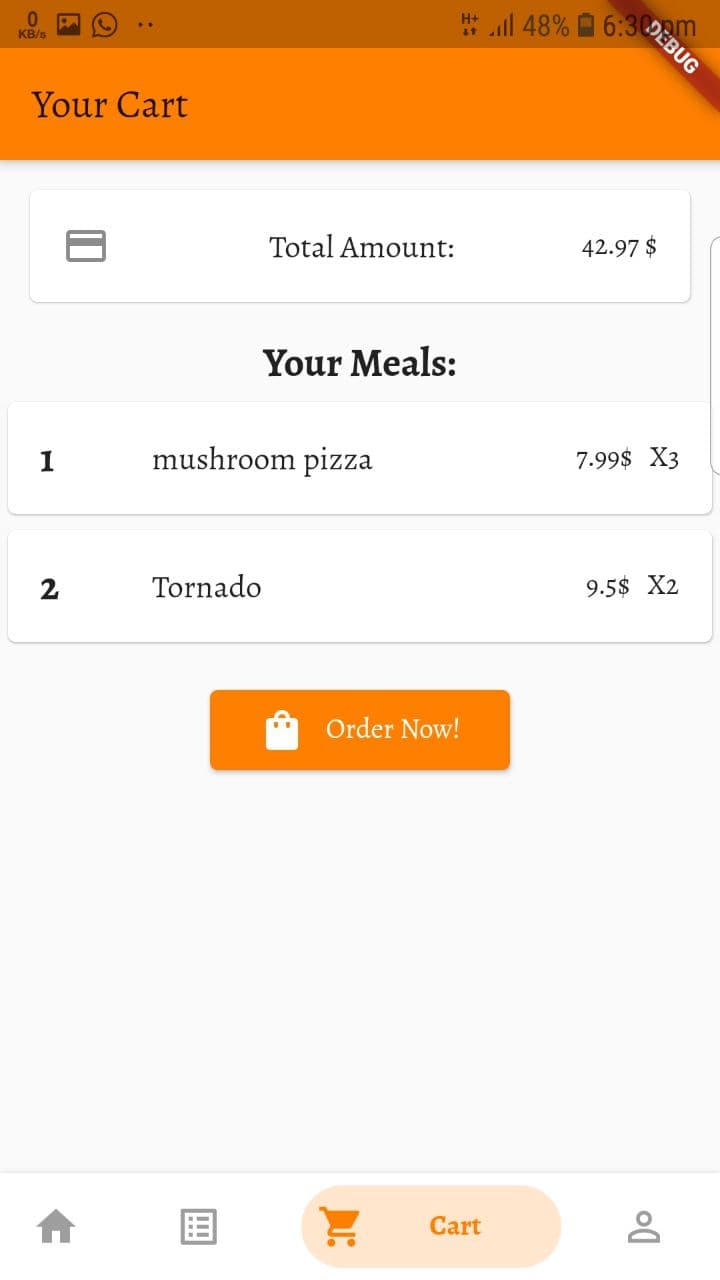 0
KB/s
H+
48%
6:30 pm
DEBUG
Your Cart
Total Amount: 42.97 $
Your Meals:
1 mushroom pizza 7.99$ X3
2 Tornado 9.5$ X2
Order Now!
Cart